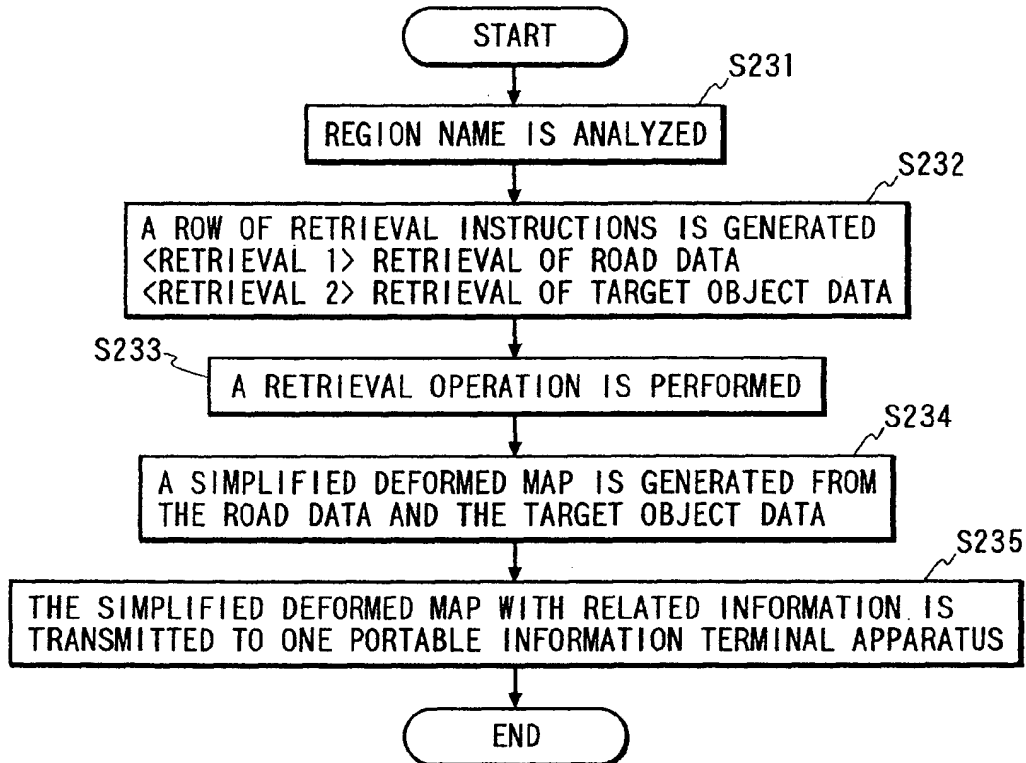 START
S231
REGION NAME IS ANALYZED
S232
A ROW OF RETRIEVAL INSTRUCTIONS IS GENERATED
<RETRIEVAL 1> RETRIEVAL OF ROAD DATA
<RETRIEVAL 2> RETRIEVAL OF TARGET OBJECT DATA
S233
A RETRIEVAL OPERATION IS PERFORMED
S234
A SIMPLIFIED DEFORMED MAP IS GENERATED FROM
THE ROAD DATA AND THE TARGET OBJECT DATA
S235
THE SIMPLIFIED DEFORMED MAP WITH RELATED INFORMATION IS
TRANSMITTED TO ONE PORTABLE INFORMATION TERMINAL APPARATUS
END